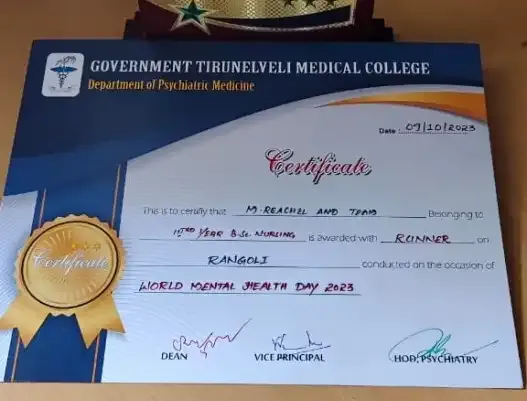 GOVERNMENT TIRUNELVELI MEDICAL COLLEGE
Department of Psychiatric Medicine
Date : 09/10/2023
Certificate
This is to certify that M. REACHEL AND TEAM Belonging to
YEAR B.Sc. NURSING is awarded with RUNNER on
RANGOLI conducted on the occasion of
WORLD MENTAL HEALTH DAY 2023
Certificate
DEAN
VICE PRINCIPAL
HOD, PSYCHIATRY